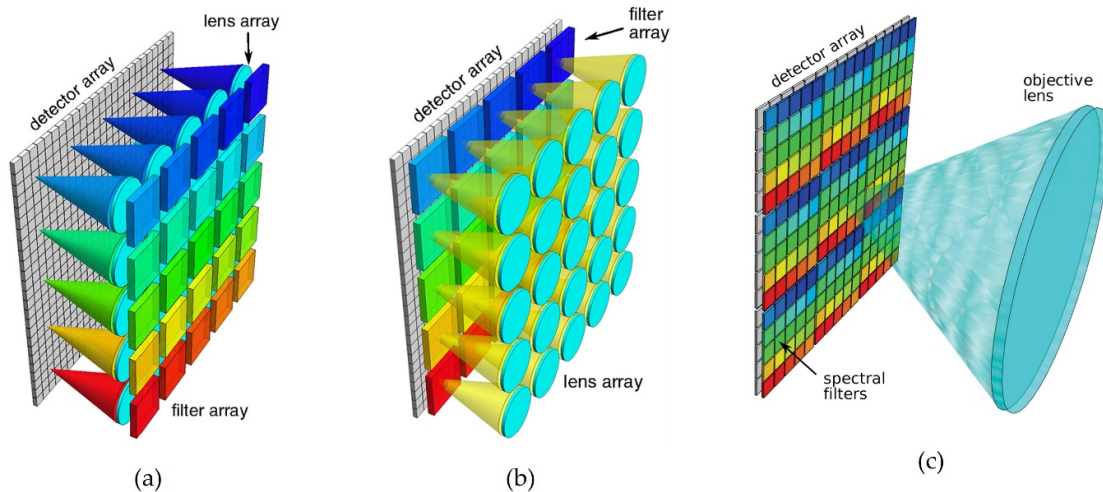 lens array
detector array
filter array
(a)
filter
array
detector array
lens array
(b)
detector array
objective
lens
spectral
filters
(c)